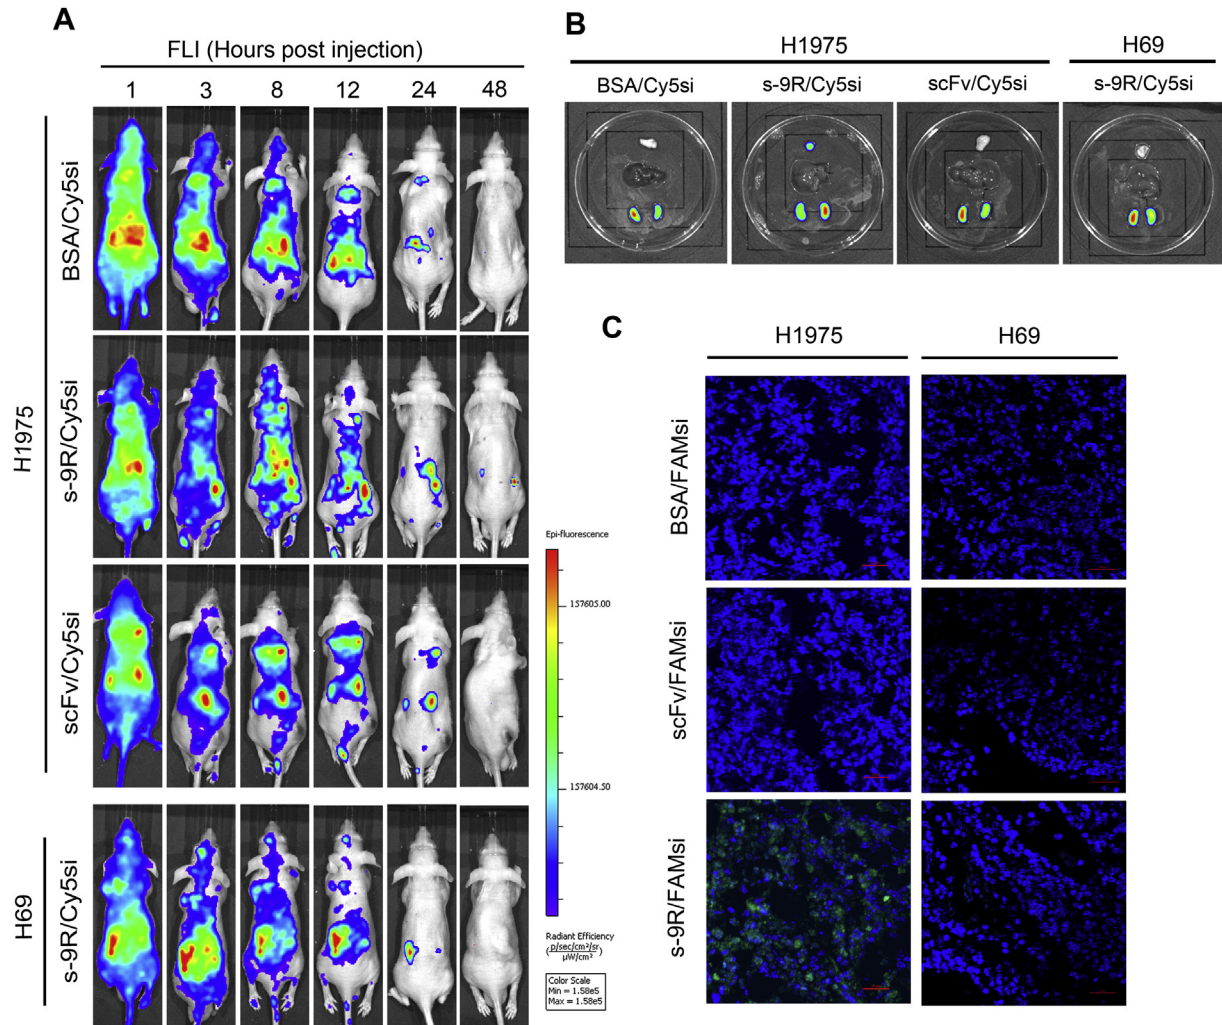 A
FLI (Hours post injection)
1 3 8 12 24 48
H1975
BSA/Cy5si
s-9R/Cy5si
scFv/Cy5si
H69
s-9R/Cy5si
Epi-fluorescence
157605.00
157604.50
Radiant Efficiency
(p/sec/cm²/sr / µW/cm²)
Color Scale
Min = 1.58e5
Max = 1.58e5
B
H1975 H69
BSA/Cy5si s-9R/Cy5si scFv/Cy5si s-9R/Cy5si
C
H1975 H69
BSA/FAMsi
scFv/FAMsi
s-9R/FAMsi